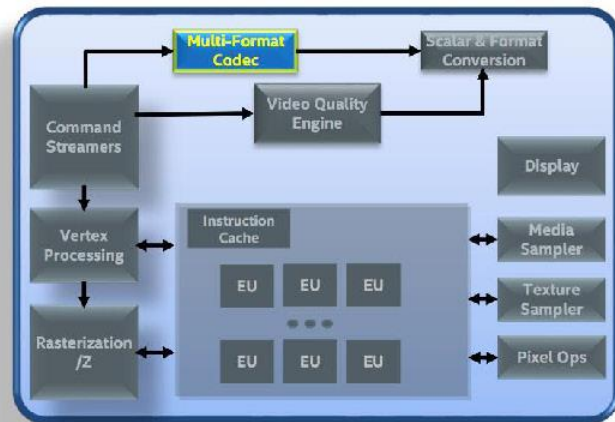 Multi-Format
Codec
Scalar & Format
Conversion
Command
Streamers
Video Quality
Engine
Display
Vertex
Processing
Instruction
Cache
Media
Sampler
EU
EU
EU
Texture
Sampler
Rasterization
/Z
EU
EU
EU
Pixel Ops